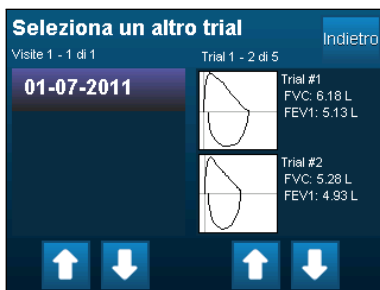 Seleziona un altro trial
Indietro
Visite 1 - 1 di 1
Trial 1 - 2 di 5
01-07-2011
Trial #1
FVC: 6.18 L
FEV1: 5.13 L
Trial #2
FVC: 5.28 L
FEV1: 4.93 L